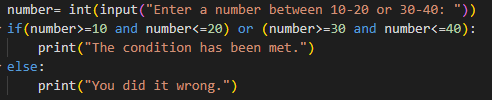 number= int(input("Enter a number between 10-20 or 30-40: "))
if(number>=10 and number<=20) or (number>=30 and number<=40):
    print("The condition has been met.")
else:
    print("You did it wrong.")